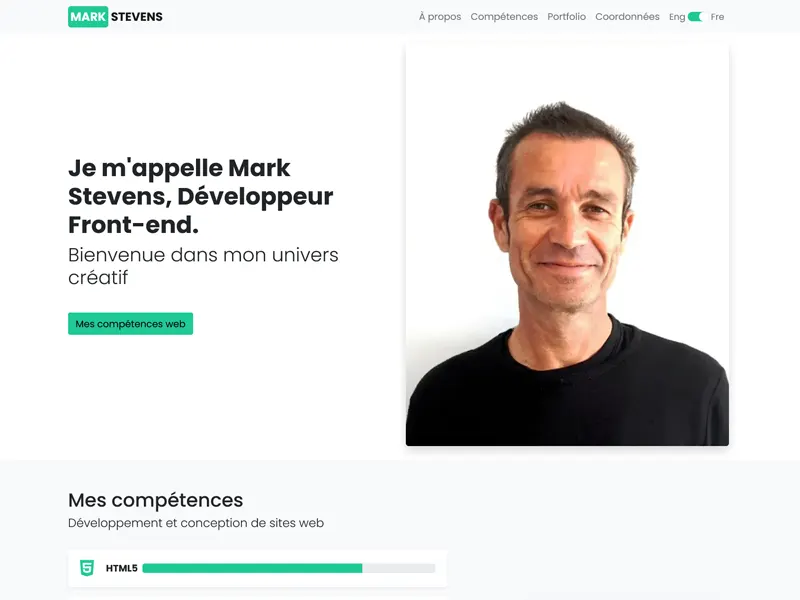 MARK STEVENS
À propos Compétences Portfolio Coordonnées Eng Fre
Je m'appelle Mark
Stevens, Développeur
Front-end.
Bienvenue dans mon univers
créatif
Mes compétences web
Mes compétences
Développement et conception de sites web
5 HTML5